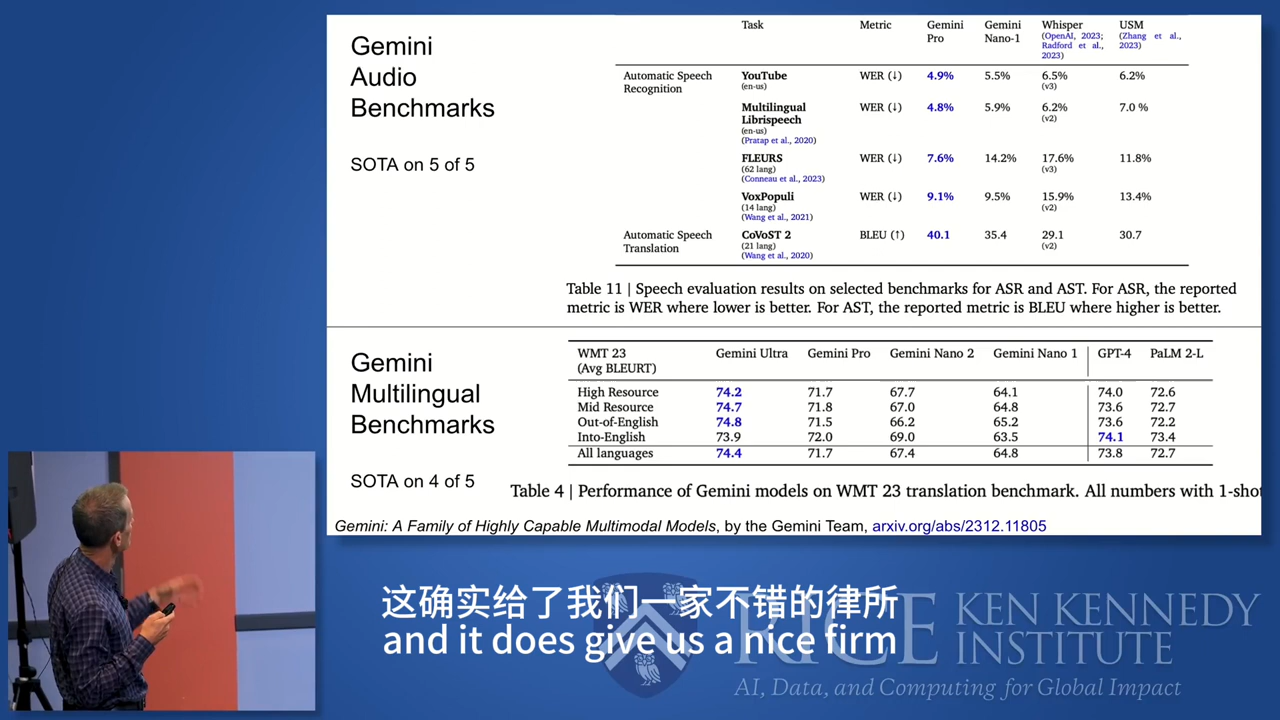 Gemini
Audio
Benchmarks
SOTA on 5 of 5
Task Metric Gemini Pro Gemini Nano-1 Whisper (OpenAI, 2023; Radford et al., 2023) USM (Zhang et al., 2023)
Automatic Speech Recognition YouTube (en-us) WER (↓) 4.9% 5.5% 6.5% (v3) 6.2%
Multilingual Librispeech (en-us) (Pratap et al., 2020) WER (↓) 4.8% 5.9% 6.2% (v2) 7.0 %
FLEURS (62 lang) (Conneau et al., 2023) WER (↓) 7.6% 14.2% 17.6% (v3) 11.8%
VoxPopuli (14 lang) (Wang et al., 2021) WER (↓) 9.1% 9.5% 15.9% (v2) 13.4%
Automatic Speech Translation CoVoST 2 (21 lang) (Wang et al., 2020) BLEU (↑) 40.1 35.4 29.1 (v2) 30.7
Table 11 | Speech evaluation results on selected benchmarks for ASR and AST. For ASR, the reported
metric is WER where lower is better. For AST, the reported metric is BLEU where higher is better.
Gemini
Multilingual
Benchmarks
SOTA on 4 of 5
WMT 23 (Avg BLEURT) Gemini Ultra Gemini Pro Gemini Nano 2 Gemini Nano 1 GPT-4 PaLM 2-L
High Resource 74.2 71.7 67.7 64.1 74.0 72.6
Mid Resource 74.7 71.8 67.0 64.8 73.6 72.7
Out-of-English 74.8 71.5 66.2 65.2 73.6 72.2
Into-English 73.9 72.0 69.0 63.5 74.1 73.4
All languages 74.4 71.7 67.4 64.8 73.8 72.7
Table 4 | Performance of Gemini models on WMT 23 translation benchmark. All numbers with 1-shot
Gemini: A Family of Highly Capable Multimodal Models, by the Gemini Team, arxiv.org/abs/2312.11805
这确实给了我们一家不错的律所
and it does give us a nice firm
RICE KEN KENNEDY
INSTITUTE
AI, Data, and Computing for Global Impact